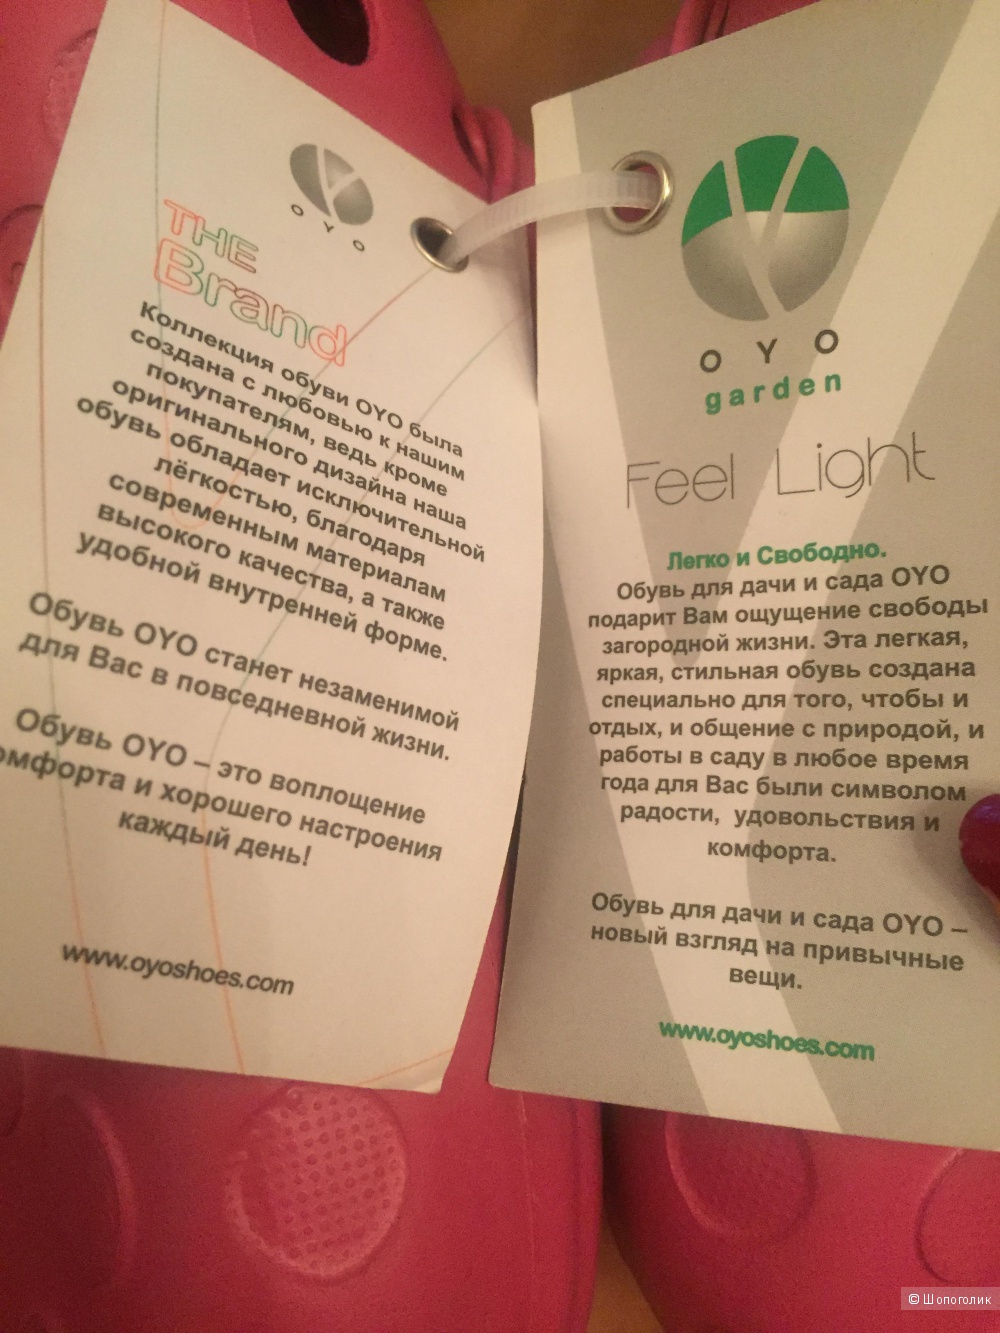 OYO
THE
Brand
Коллекция обуви OYO была
создана с любовью к нашим
покупателям, ведь кроме
оригинального дизайна наша
обувь обладает исключительной
лёгкостью, благодаря
современным материалам
высокого качества, а также
удобной внутренней форме.
Обувь OYO станет незаменимой
для Вас в повседневной жизни.
Обувь OYO – это воплощение
омфорта и хорошего настроения
каждый день!
www.oyoshoes.com
OYO
garden
Feel Light
Легко и Свободно.
Обувь для дачи и сада OYO
подарит Вам ощущение свободы
загородной жизни. Эта легкая,
яркая, стильная обувь создана
специально для того, чтобы и
отдых, и общение с природой, и
работы в саду в любое время
года для Вас были символом
радости, удовольствия и
комфорта.
Обувь для дачи и сада OYO –
новый взгляд на привычные
вещи.
www.oyoshoes.com
© Шопоголик